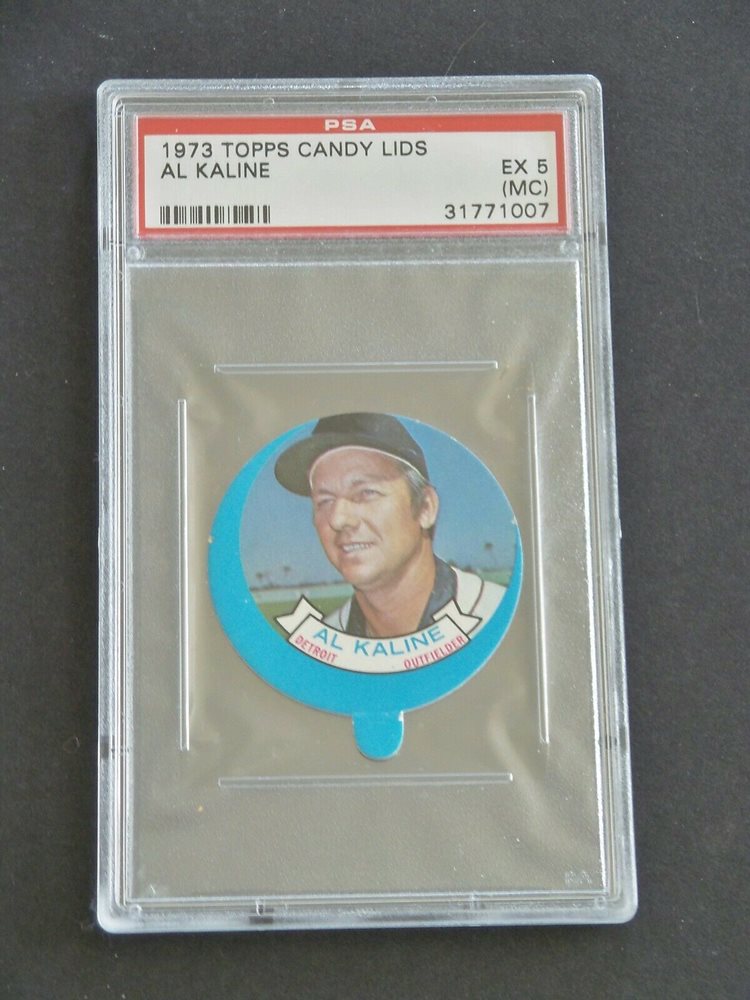 PSA
1973 TOPPS CANDY LIDS
AL KALINE
EX 5
(MC)
31771007
AL KALINE
DETROIT OUTFIELDER